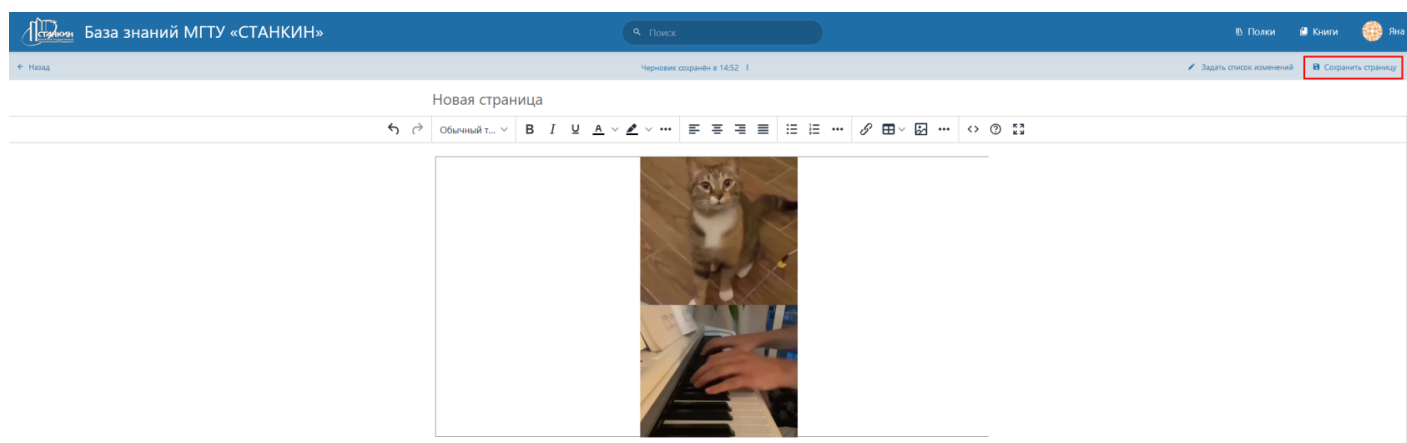 СТАНКИН База знаний МГТУ «СТАНКИН»
Поиск
Полки
Книги
Яна
Назад
Черновик сохранён в 14:52
Задать список изменений
Сохранить страницу
Новая страница
Обычный т...
B I U A